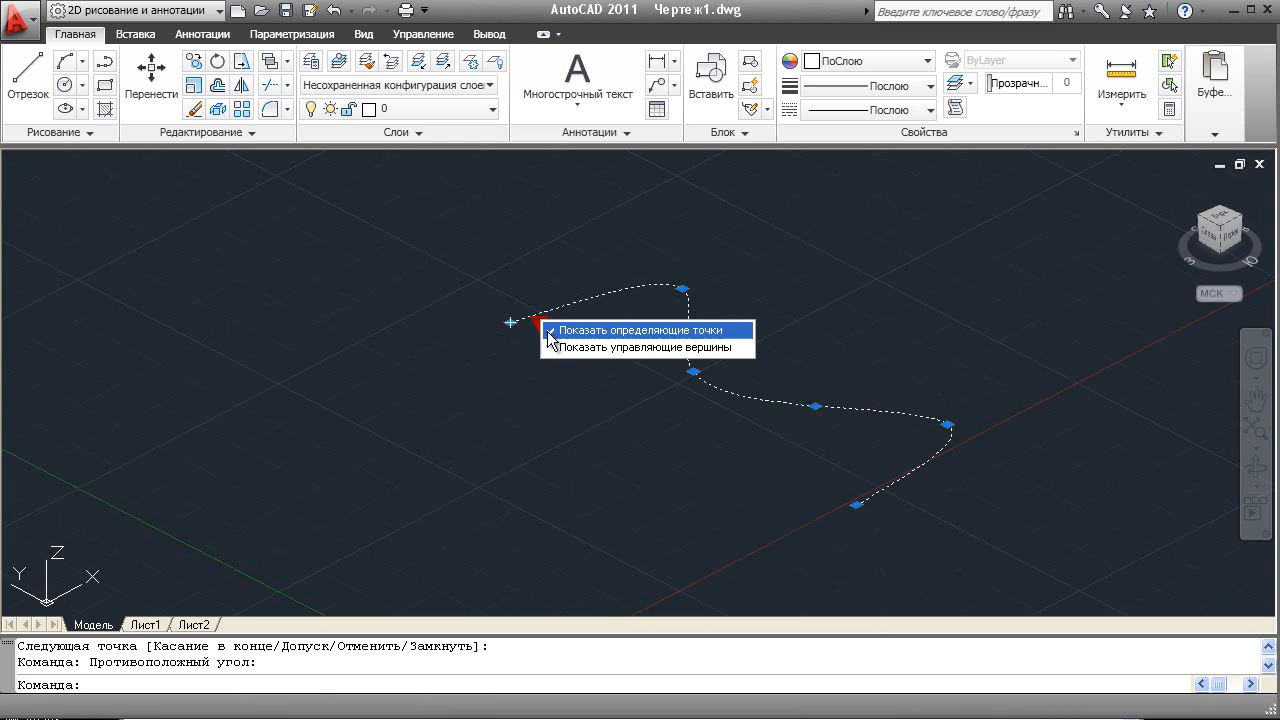 2D рисование и аннотации
AutoCAD 2011 Чертеж1.dwg
Введите ключевое слово/фразу
Главная
Вставка
Аннотации
Параметризация
Вид
Управление
Вывод
Отрезок
Рисование
Перенести
Редактирование
Несохраненная конфигурация слоев
0
Слои
A
Многострочный текст
Аннотации
Вставить
Блок
ПоСлою
Послою
Послою
ByLayer
Прозрачн...
0
Свойства
Измерить
Утилиты
Буфе...
МСК
Показать определяющие точки
Показать управляющие вершины
Z
Y
X
Модель
Лист1
Лист2
Следующая точка [Касание в конце/Допуск/Отменить/Замкнуть]:
Команда: Противоположный угол:
Команда: